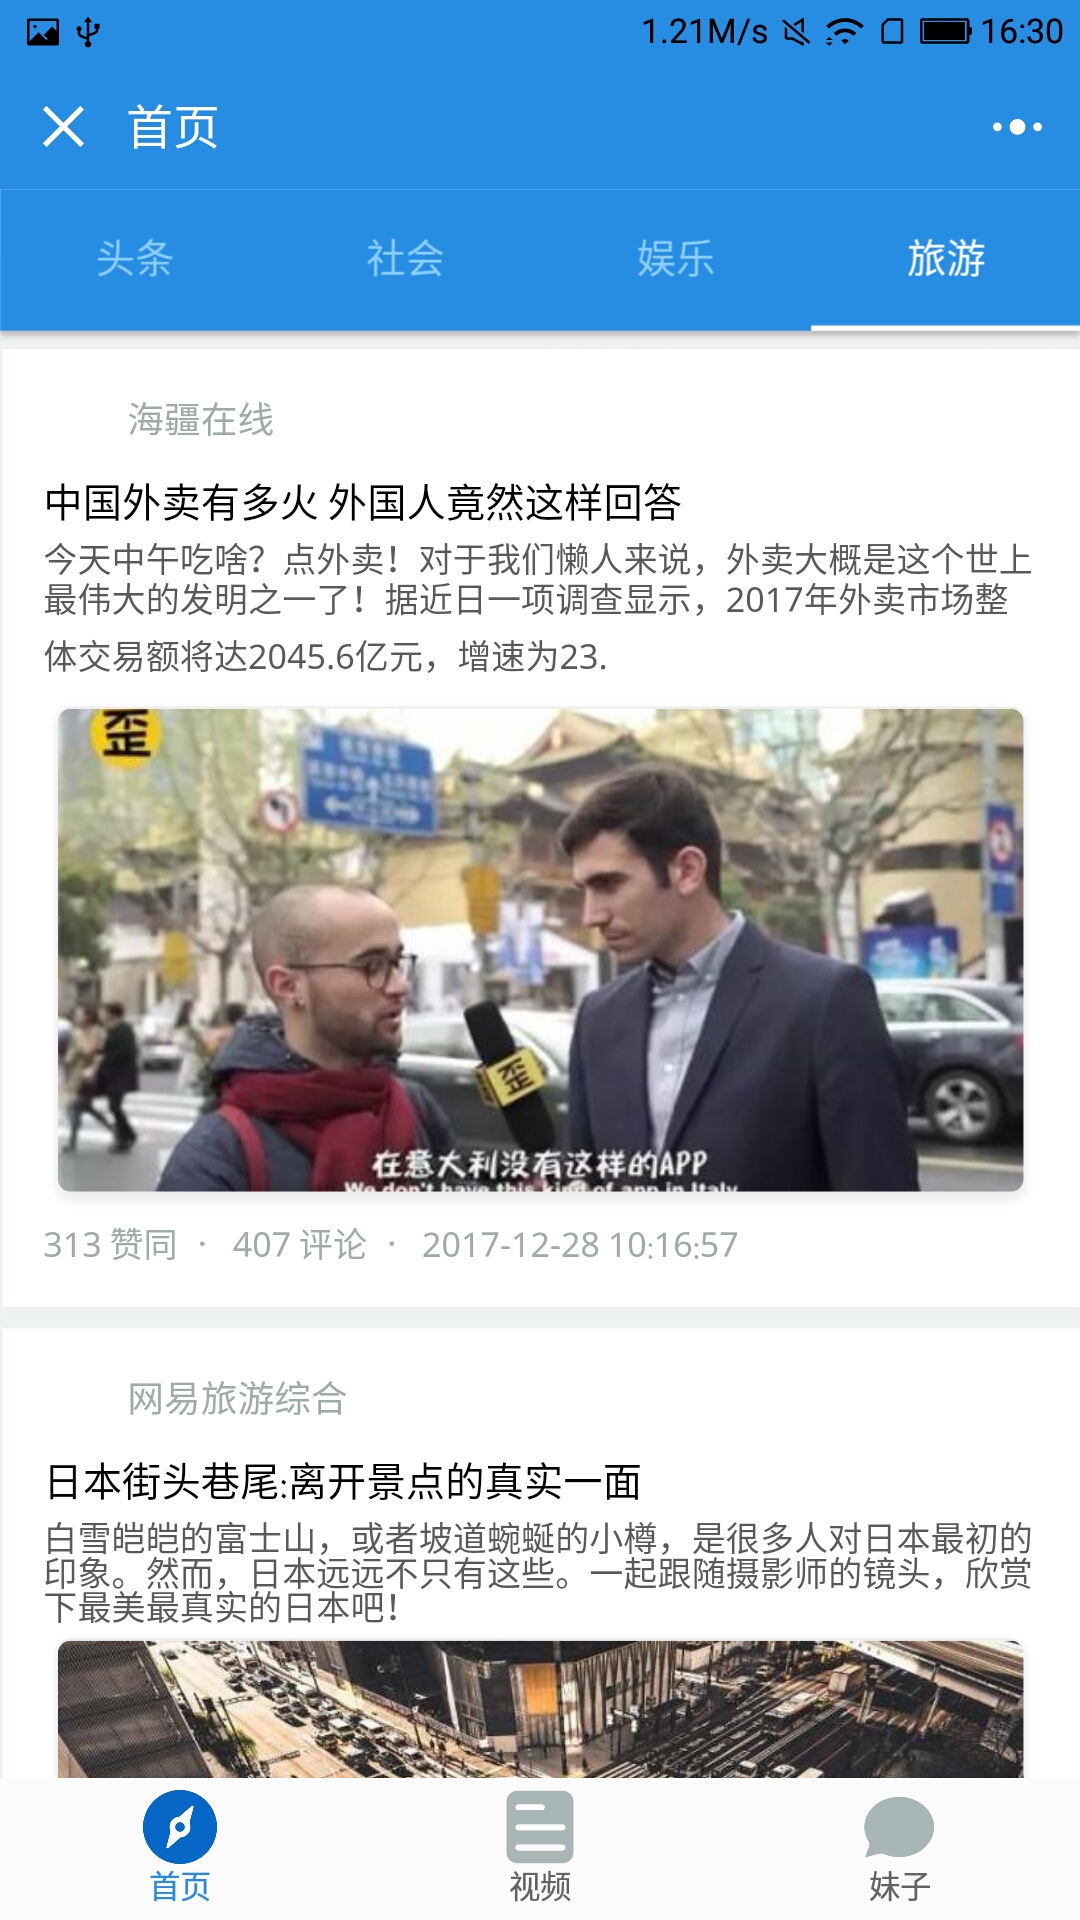 1.21M/s 16:30
首页
头条 社会 娱乐 旅游
海疆在线
中国外卖有多火 外国人竟然这样回答
今天中午吃啥？点外卖！对于我们懒人来说，外卖大概是这个世上
最伟大的发明之一了！据近日一项调查显示，2017年外卖市场整
体交易额将达2045.6亿元，增速为23.
歪
歪
在意大利没有这样的APP
We don't have this kind of app in Italy
313 赞同 · 407 评论 · 2017-12-28 10:16:57
网易旅游综合
日本街头巷尾:离开景点的真实一面
白雪皑皑的富士山，或者坡道蜿蜒的小樽，是很多人对日本最初的
印象。然而，日本远远不只有这些。一起跟随摄影师的镜头，欣赏
下最美最真实的日本吧！
首页 视频 妹子